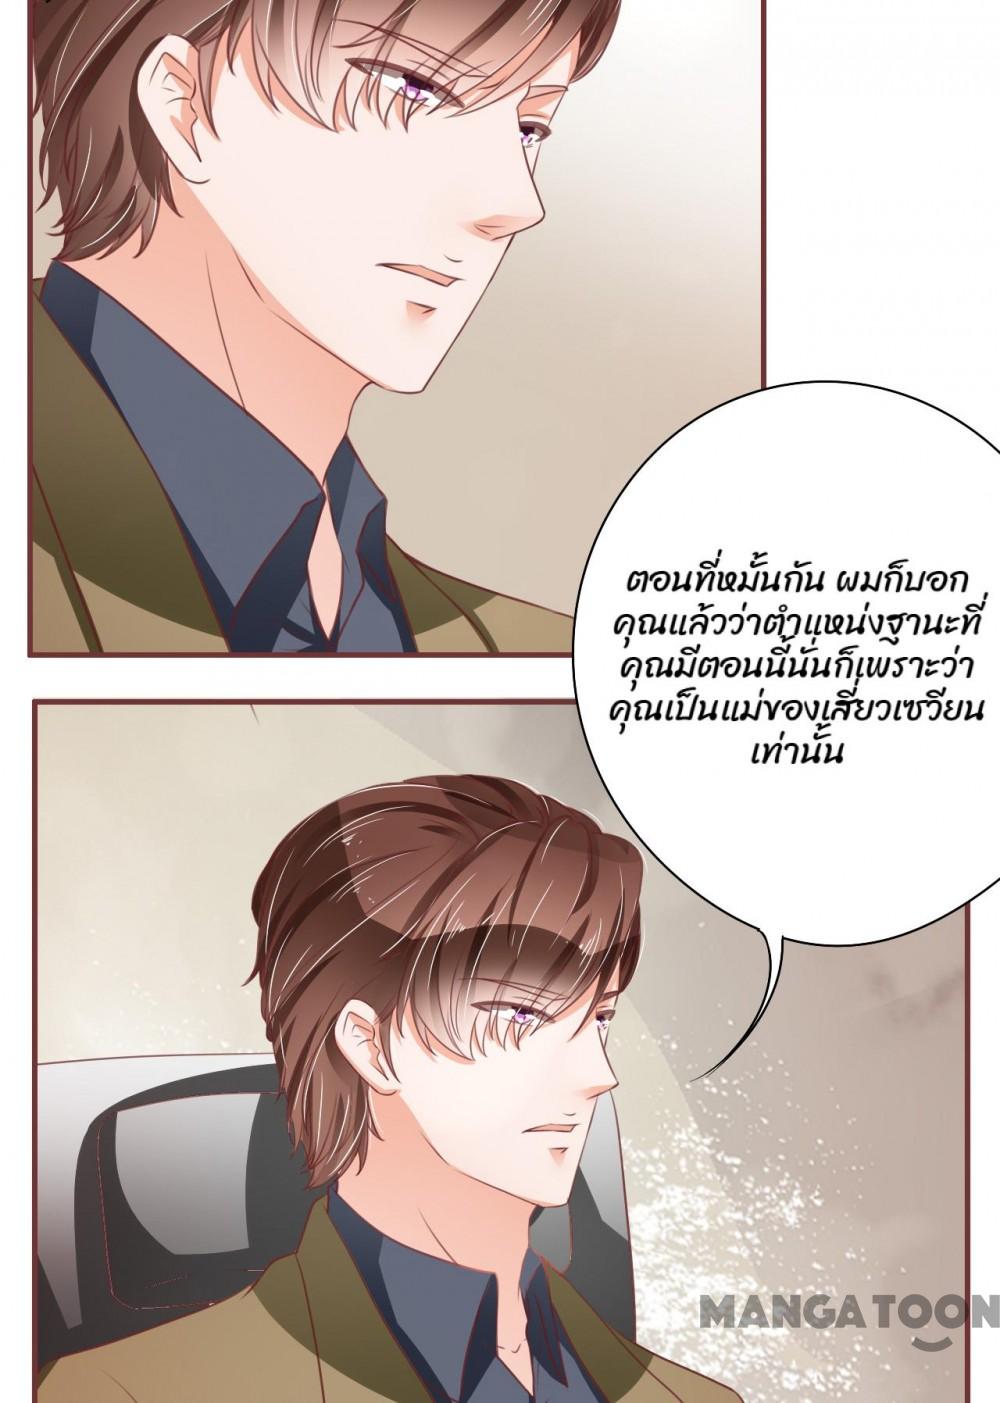 ตอนที่หมั้นกัน ผมก็บอก
คุณแล้วว่าตำแหน่งฐานะที่
คุณมีตอนนี้นั่นก็เพราะว่า
คุณเป็นแม่ของเสี่ยวเซวียน
เท่านั้น
MANGATOON